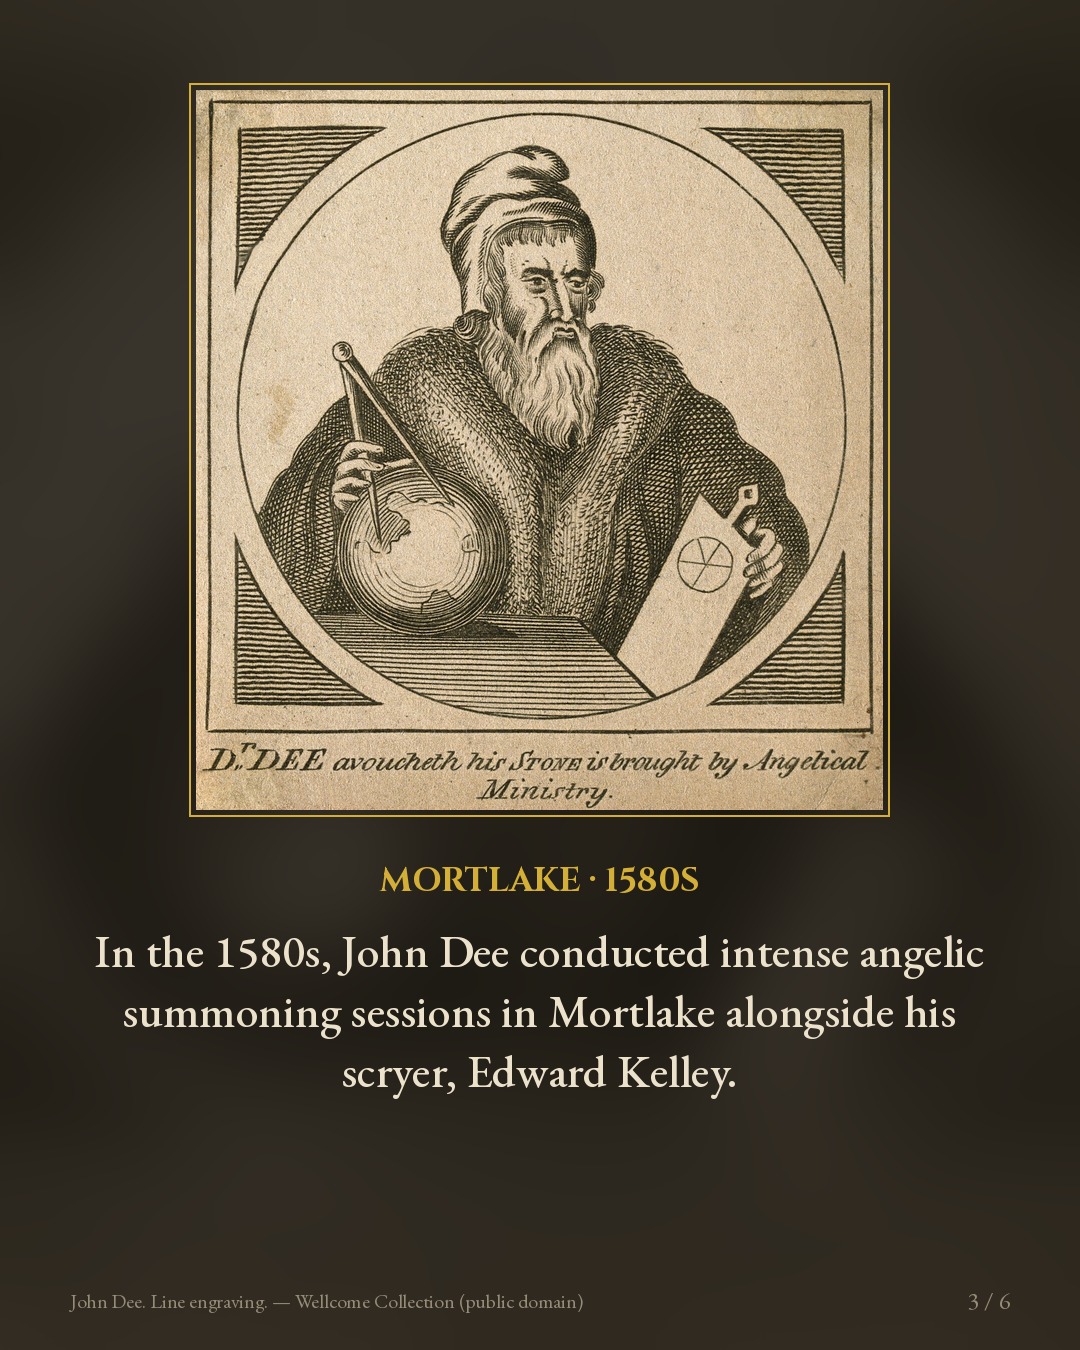 Dr. DEE avoucheth his STONE is brought by Angelical
Ministry.
MORTLAKE · 1580S
In the 1580s, John Dee conducted intense angelic
summoning sessions in Mortlake alongside his
scryer, Edward Kelley.
John Dee. Line engraving. — Wellcome Collection (public domain)
3 / 6